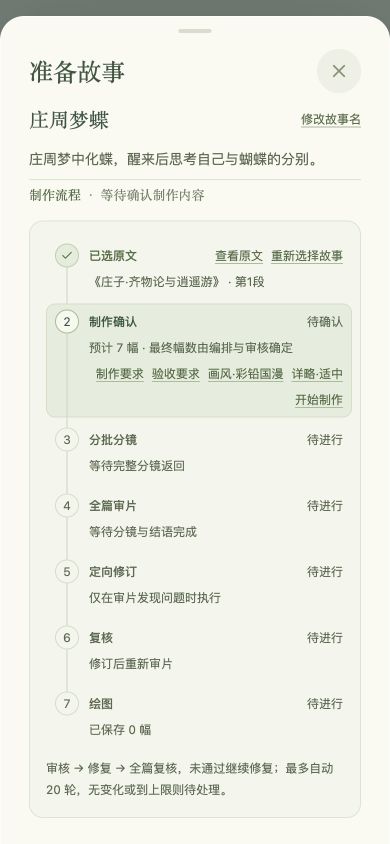 准备故事
庄周梦蝶 修改故事名
庄周梦中化蝶，醒来后思考自己与蝴蝶的分别。
制作流程 · 等待确认制作内容
已选原文 查看原文 重新选择故事
《庄子·齐物论与逍遥游》 · 第1段
2 制作确认 待确认
预计 7 幅 · 最终幅数由编排与审核确定
制作要求 验收要求 画风·彩铅国漫 详略·适中
开始制作
3 分批分镜 待进行
等待完整分镜返回
4 全篇审片 待进行
等待分镜与结语完成
5 定向修订 待进行
仅在审片发现问题时执行
6 复核 待进行
修订后重新审片
7 绘图 待进行
已保存 0 幅
审核 → 修复 → 全篇复核，未通过继续修复；最多自动
20 轮，无变化或到上限则待处理。